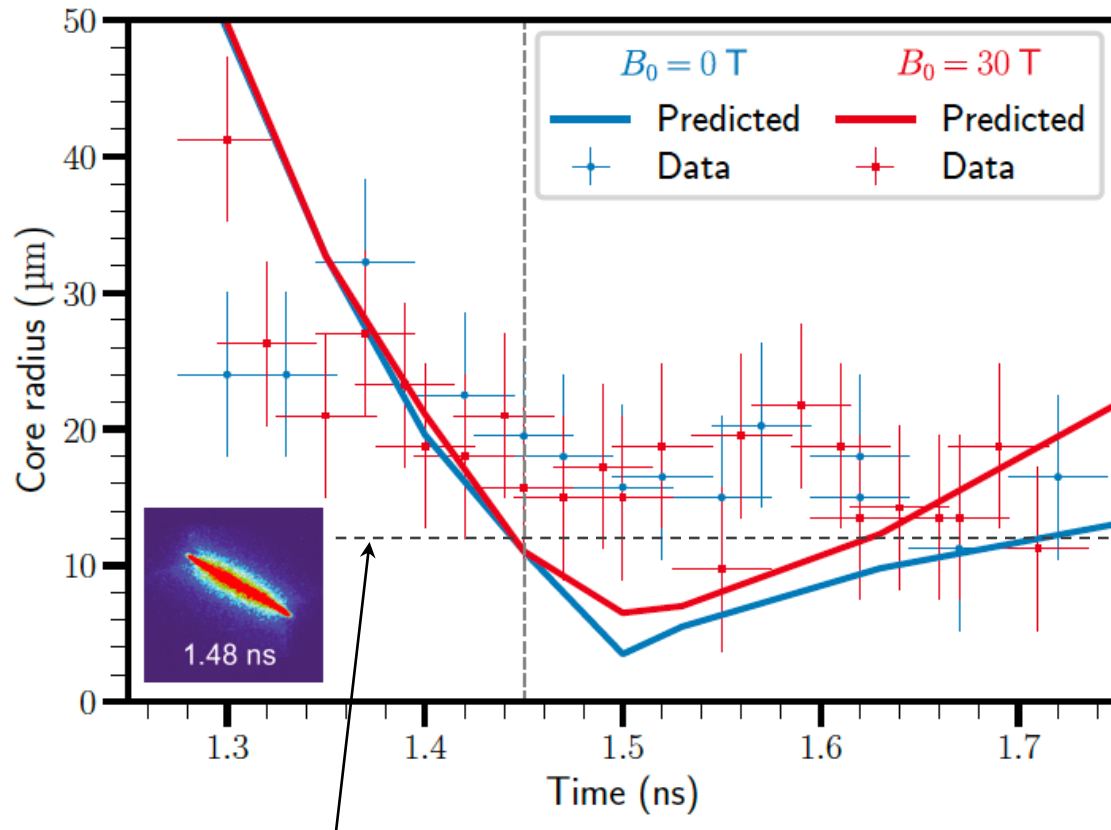 50
40
30
20
10
0
Core radius (μm)
B₀ = 0 T B₀ = 30 T
Predicted Predicted
Data Data
1.48 ns
1.3 1.4 1.5 1.6 1.7
Time (ns)